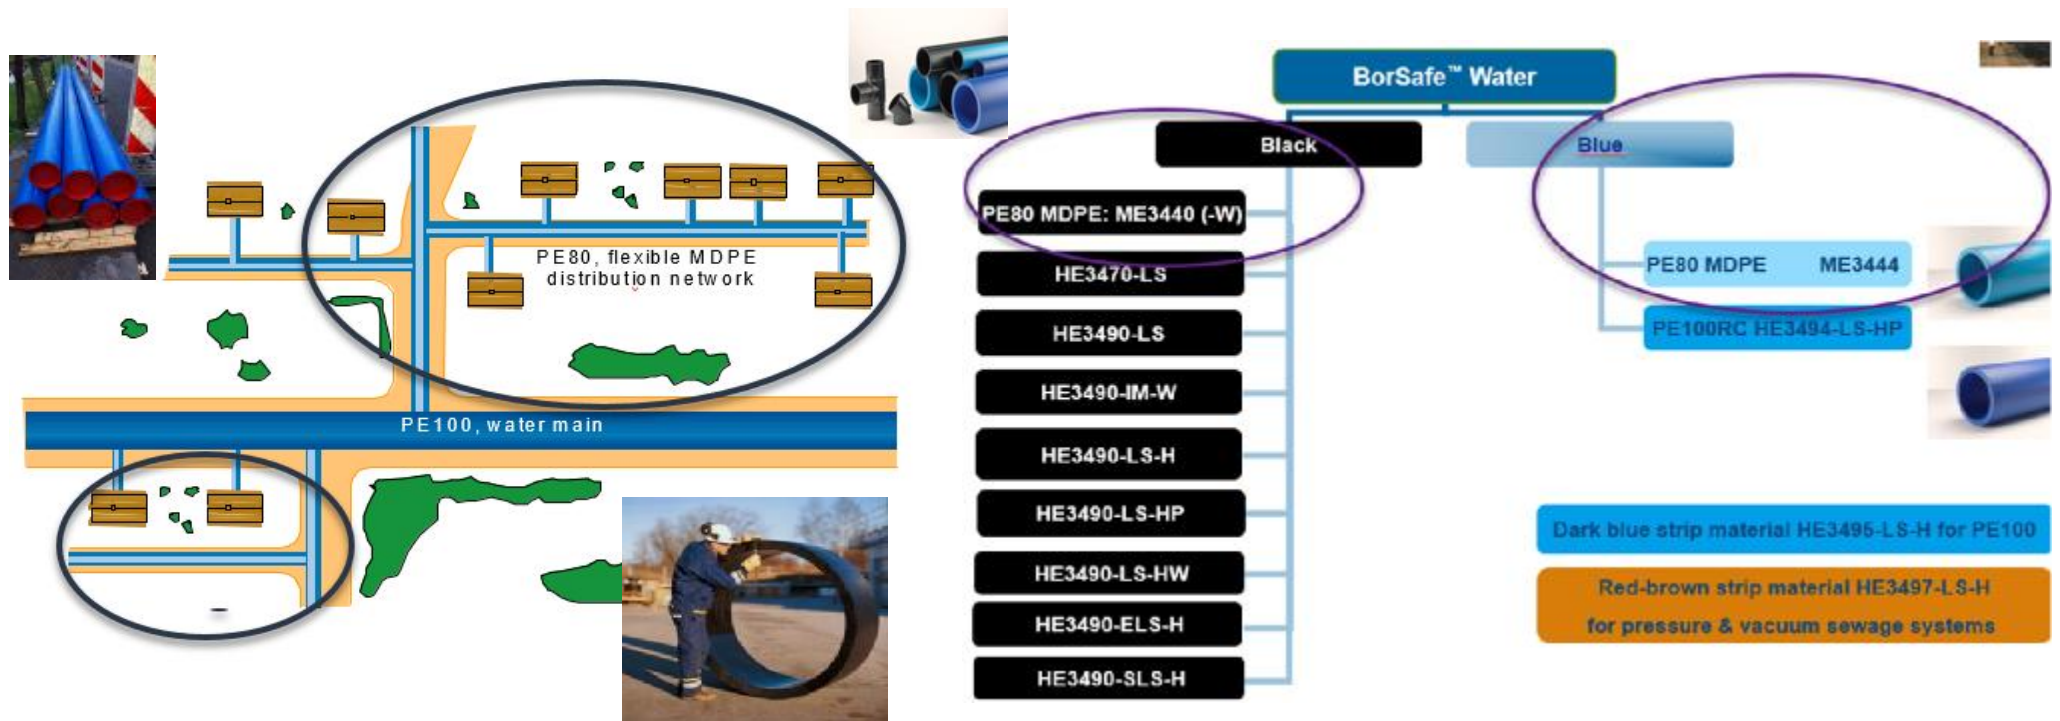 PE80, flexible MDPE
distribution network
PE100, water main
BorSafe™ Water
Black
Blue
PE80 MDPE: ME3440 (-W)
HE3470-LS
HE3490-LS
HE3490-IM-W
HE3490-LS-H
HE3490-LS-HP
HE3490-LS-HW
HE3490-ELS-H
HE3490-SLS-H
PE80 MDPE ME3444
PE100RC HE3494-LS-HP
Dark blue strip material HE3495-LS-H for PE100
Red-brown strip material HE3497-LS-H
for pressure & vacuum sewage systems